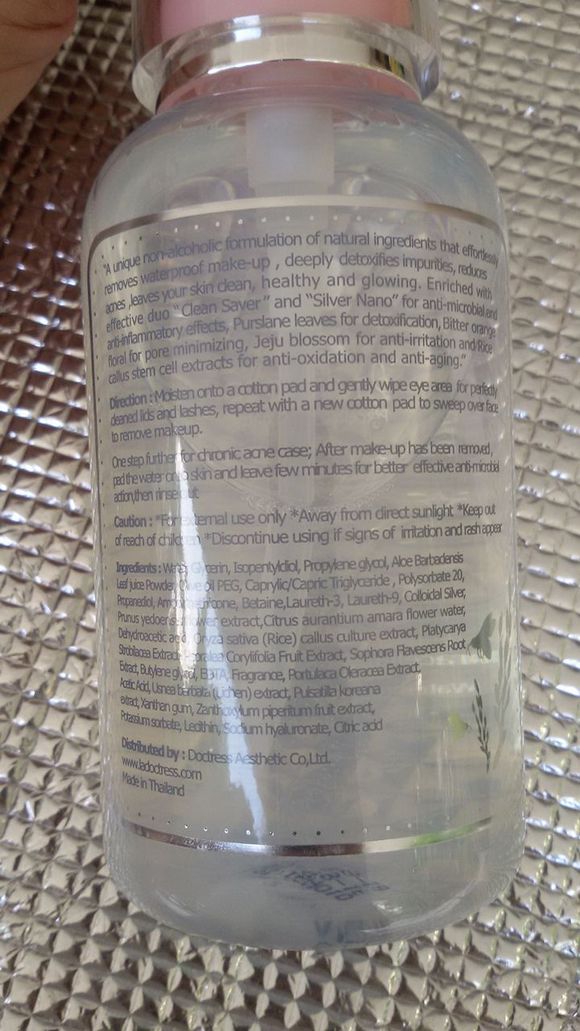 "A unique non-alcoholic formulation of natural ingredients that effortlessly
removes waterproof make-up , deeply detoxifies impurities, reduces
acnes ,leaves your skin clean, healthy and glowing. Enriched with
effective duo "Clean Saver" and "Silver Nano" for anti-microbial and
anti-inflammatory effects, Purslane leaves for detoxification, Bitter orange
floral for pore minimizing, Jeju blossom for anti-irritation and Rice
callus stem cell extracts for anti-oxidation and anti-aging."
Direction : Moisten onto a cotton pad and gently wipe eye area for perfectly
cleaned lids and lashes, repeat with a new cotton pad to sweep over face
to remove makeup.
One step further for chronic acne case; After make-up has been removed,
pad the water onto skin and leave few minutes for better effective anti-microbial
action,then rinse out
Caution : *For external use only *Away from direct sunlight *Keep out
of reach of children *Discontinue using if signs of irritation and rash appear
Ingredients : Water, Glycerin, Isopentyldiol, Propylene glycol, Aloe Barbadensis
Leaf juice Powder, Olive oil PEG, Caprylic/Capric Triglyceride , Polysorbate 20,
Propanediol, Betaine,Laureth-3, Laureth-9, Colloidal Silver,
Prunus flower extract,Citrus aurantium amara flower water,
Dehydroacetic acid, Oryza sativa (Rice) callus culture extract, Platycarya
Strobilacea Extract, Corylifolia Fruit Extract, Sophora Flavescens Root
Extract, Butylene glycol, EDTA, Fragrance, Portulaca Oleracea Extract,
Acetic Acid, Usnea barbata (Lichen) extract, Pulsatilla koreana
extract, Xanthan gum, Zanthoxylum piperitum fruit extract,
Potassium sorbate, Lecithin, Sodium hyaluronate, Citric acid
Distributed by : Doctress Aesthetic Co,Ltd.
www.ladoctress.com
Made in Thailand